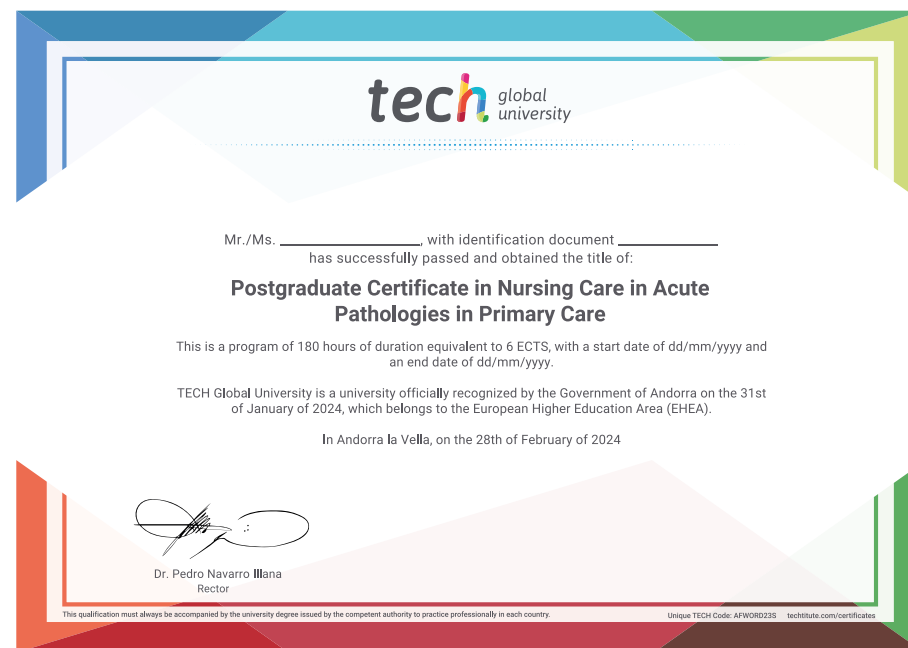 tech global
university
Mr./Ms. ____________, with identification document ____________
has successfully passed and obtained the title of:
Postgraduate Certificate in Nursing Care in Acute
Pathologies in Primary Care
This is a program of 180 hours of duration equivalent to 6 ECTS, with a start date of dd/mm/yyyy and
an end date of dd/mm/yyyy.
TECH Global University is a university officially recognized by the Government of Andorra on the 31st
of January of 2024, which belongs to the European Higher Education Area (EHEA).
In Andorra la Vella, on the 28th of February of 2024
Dr. Pedro Navarro Illana
Rector
This qualification must always be accompanied by the university degree issued by the competent authority to practice professionally in each country. Unique TECH Code: AFWORD23S techtitute.com/certificates